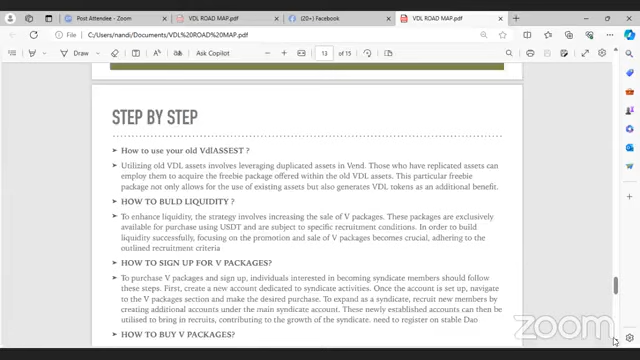 Post Attendee - Zoom
VDL ROAD MAP.pdf
(20+) Facebook
VDL ROAD MAP.pdf
File
C:/Users/nandi/Documents/VDL%20ROAD%20MAP.pdf
Draw
Ask Copilot
13
of 15
STEP BY STEP
How to use your old VdlASSEST ?
Utilizing old VDL assets involves leveraging duplicated assets in Vend. Those who have replicated assets can
employ them to acquire the freebie package offered within the old VDL assets. This particular freebie
package not only allows for the use of existing assets but also generates VDL tokens as an additional benefit.
HOW TO BULD LIQUIDITY ?
To enhance liquidity, the strategy involves increasing the sale of V packages. These packages are exclusively
available for purchase using USDT and are subject to specific recruitment conditions. In order to build
liquidity successfully, focusing on the promotion and sale of V packages becomes crucial, adhering to the
outlined recruitment criteria
HOW TO SIGN UP FOR V PACKAGES?
To purchase V packages and sign up, individuals interested in becoming syndicate members should follow
these steps. First, create a new account dedicated to syndicate activities. Once the account is set up, navigate
to the V packages section and make the desired purchase. To expand as a syndicate, recruit new members by
creating additional accounts under the main syndicate account. These newly established accounts can then be
utilised to bring in recruits, contributing to the growth of the syndicate. need to register on stable Dao
HOW TO BUY V PACKAGES?
zoom